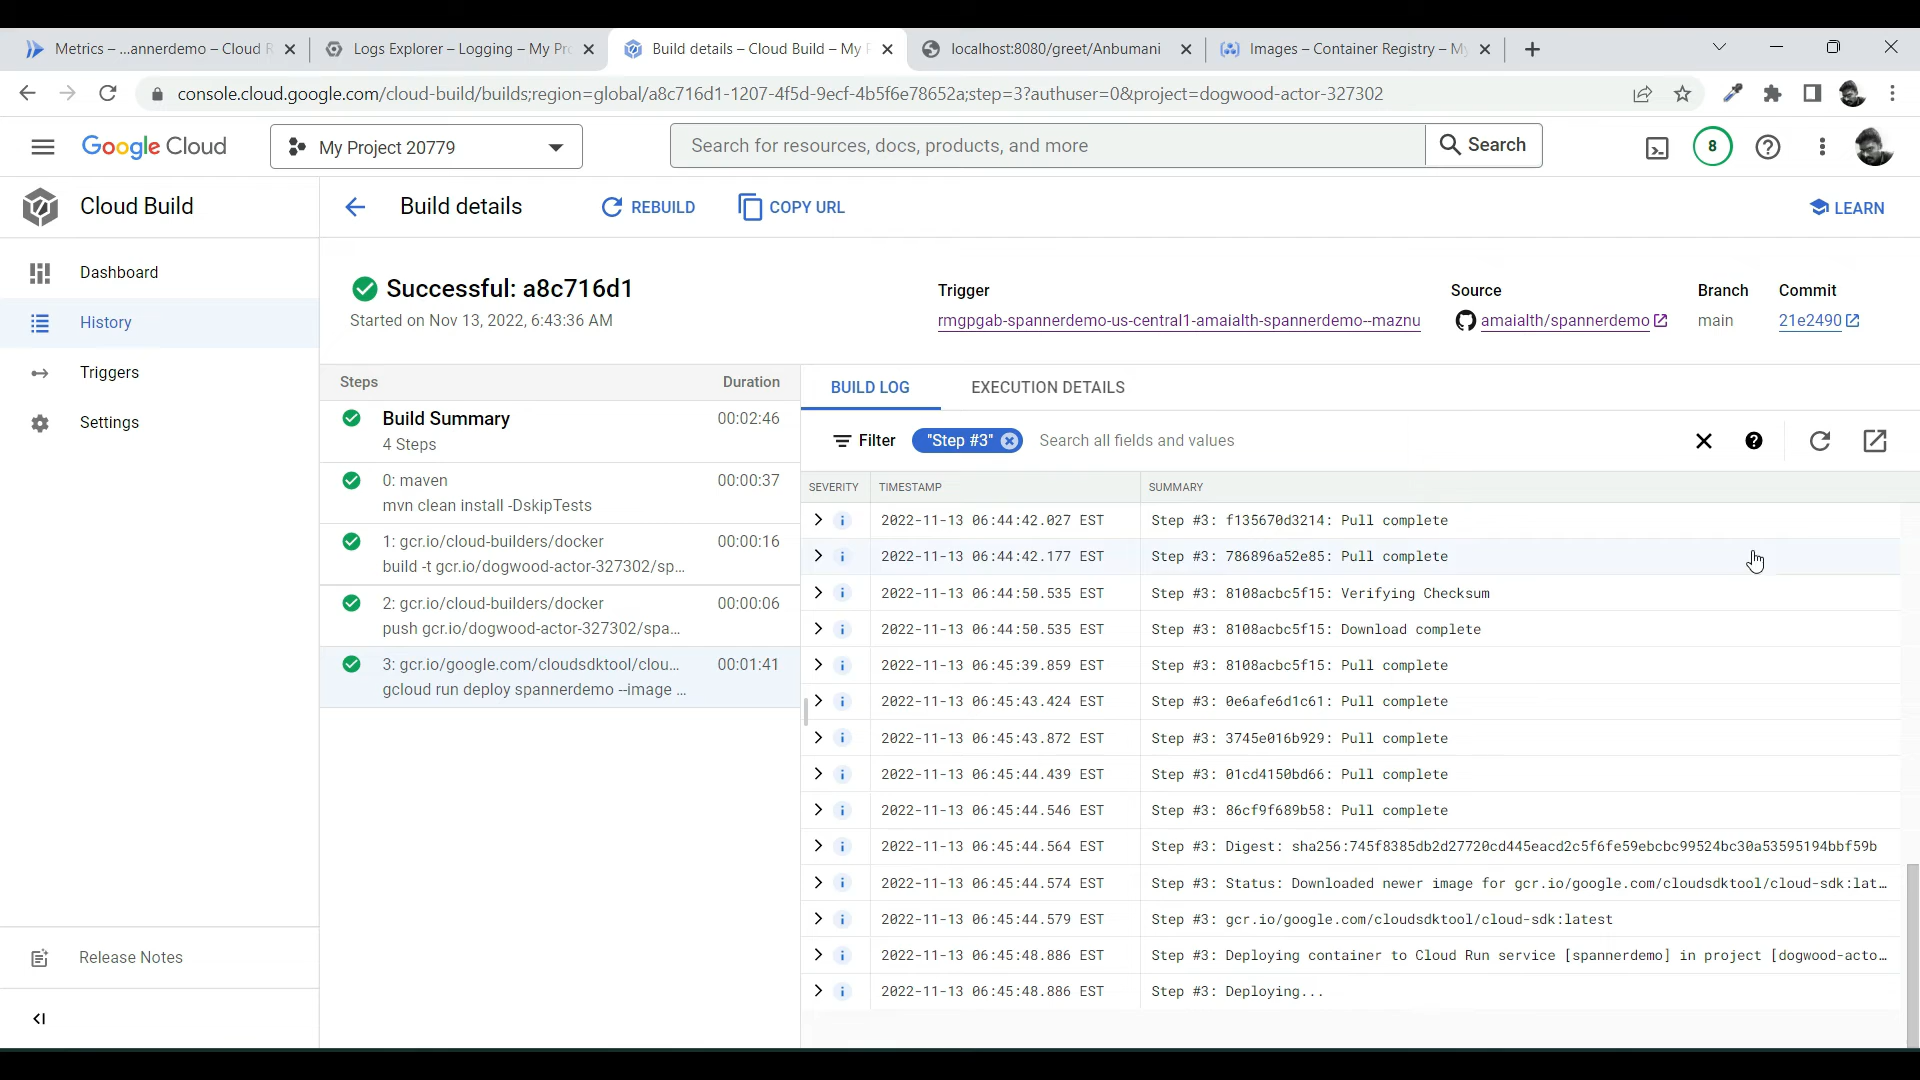 Metrics – ...annerdemo – Cloud R
Logs Explorer – Logging – My Pro
Build details – Cloud Build – My P
localhost:8080/greet/Anbumani
Images – Container Registry – My
console.cloud.google.com/cloud-build/builds;region=global/a8c716d1-1207-4f5d-9ecf-4b5f6e78652a;step=3?authuser=0&project=dogwood-actor-327302
Google Cloud
My Project 20779
Search for resources, docs, products, and more
Search
8
Cloud Build
Build details
REBUILD
COPY URL
LEARN
Dashboard
History
Triggers
Settings
Release Notes
Successful: a8c716d1
Started on Nov 13, 2022, 6:43:36 AM
Trigger
rmgpgab-spannerdemo-us-central1-amaialth-spannerdemo--maznu
Source
amaialth/spannerdemo
Branch
main
Commit
21e2490
Steps Duration
Build Summary 00:02:46
4 Steps
0: maven 00:00:37
mvn clean install -DskipTests
1: gcr.io/cloud-builders/docker 00:00:16
build -t gcr.io/dogwood-actor-327302/sp...
2: gcr.io/cloud-builders/docker 00:00:06
push gcr.io/dogwood-actor-327302/spa...
3: gcr.io/google.com/cloudsdktool/clou... 00:01:41
gcloud run deploy spannerdemo --image ...
BUILD LOG EXECUTION DETAILS
Filter "Step #3" Search all fields and values
SEVERITY TIMESTAMP SUMMARY
2022-11-13 06:44:42.027 EST Step #3: f135670d3214: Pull complete
2022-11-13 06:44:42.177 EST Step #3: 786896a52e85: Pull complete
2022-11-13 06:44:50.535 EST Step #3: 8108acbc5f15: Verifying Checksum
2022-11-13 06:44:50.535 EST Step #3: 8108acbc5f15: Download complete
2022-11-13 06:45:39.859 EST Step #3: 8108acbc5f15: Pull complete
2022-11-13 06:45:43.424 EST Step #3: 0e6afe6d1c61: Pull complete
2022-11-13 06:45:43.872 EST Step #3: 3745e016b929: Pull complete
2022-11-13 06:45:44.439 EST Step #3: 01cd4150bd66: Pull complete
2022-11-13 06:45:44.546 EST Step #3: 86cf9f689b58: Pull complete
2022-11-13 06:45:44.564 EST Step #3: Digest: sha256:745f8385db2d27720cd445eacd2c5f6fe59ebcbc99524bc30a53595194bbf59b
2022-11-13 06:45:44.574 EST Step #3: Status: Downloaded newer image for gcr.io/google.com/cloudsdktool/cloud-sdk:lat...
2022-11-13 06:45:44.579 EST Step #3: gcr.io/google.com/cloudsdktool/cloud-sdk:latest
2022-11-13 06:45:48.886 EST Step #3: Deploying container to Cloud Run service [spannerdemo] in project [dogwood-acto...
2022-11-13 06:45:48.886 EST Step #3: Deploying...